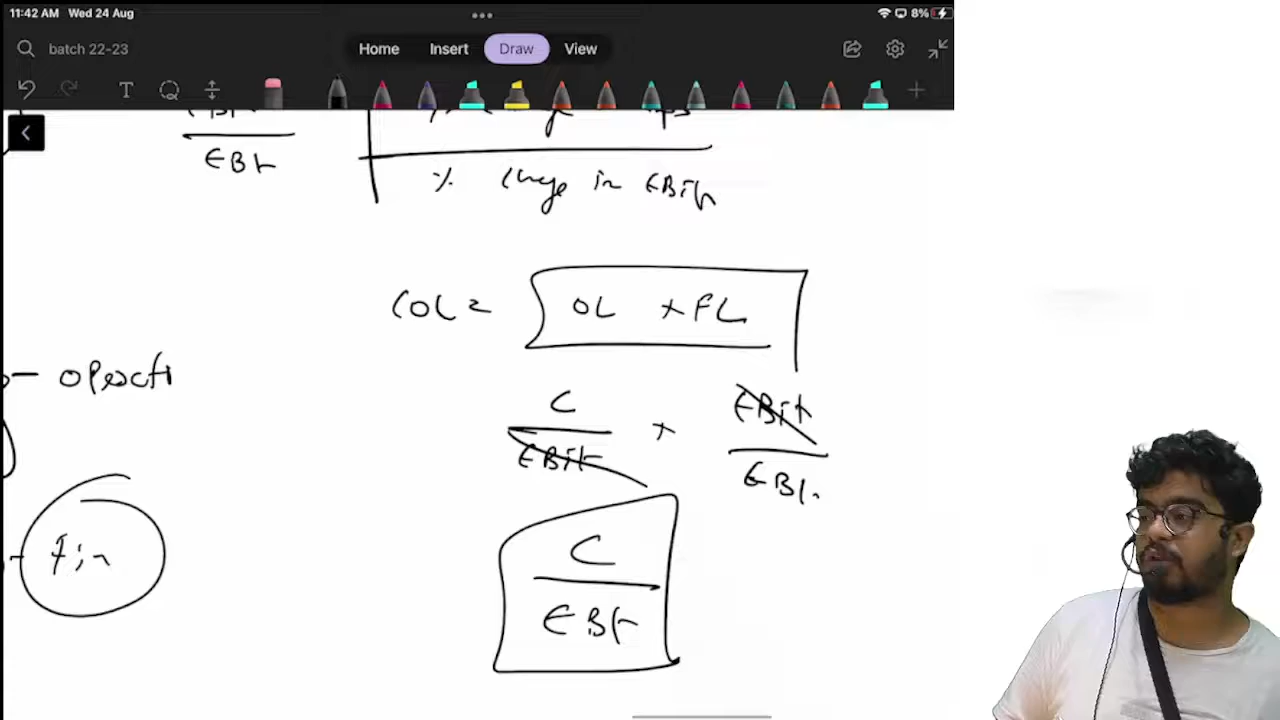 11:42 AM Wed 24 Aug
8%
batch 22-23
Home Insert Draw View
T
EBt
% change in EBit
COL = OL x FL
operati
C
EBit
x
EBit
EBt
Fin
C
EBt